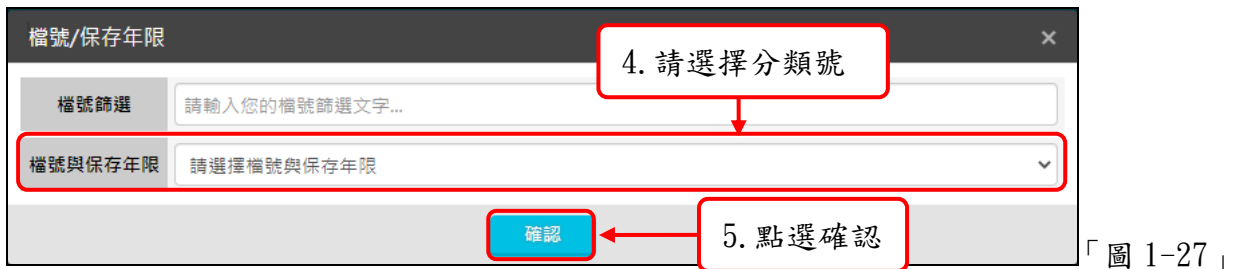 檔號/保存年限 ×
4.請選擇分類號
檔號篩選 請輸入您的檔號篩選文字...
檔號與保存年限 請選擇檔號與保存年限
確認 5.點選確認
「圖 1-27」